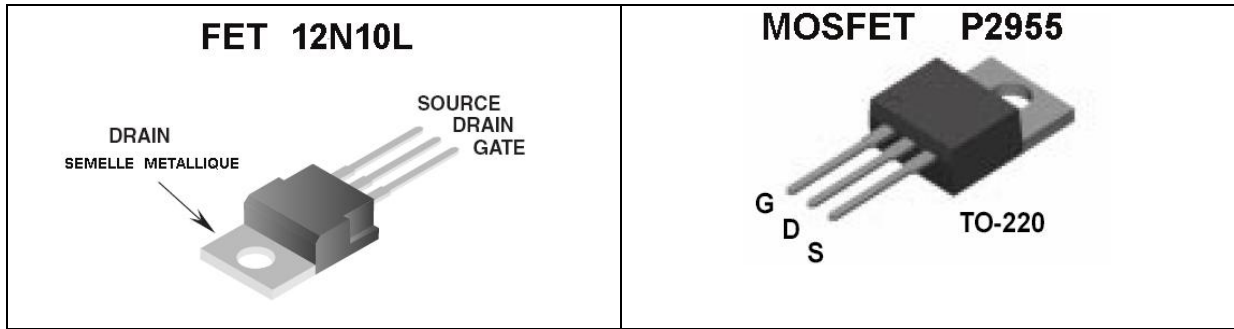 FET 12N10L
SOURCE
DRAIN
GATE
DRAIN
SEMELLE METALLIQUE
MOSFET P2955
G
D
S
TO-220